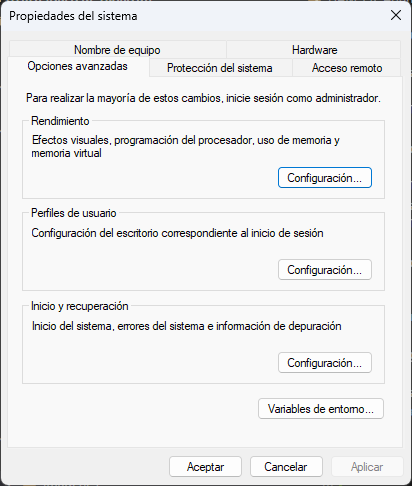 Propiedades del sistema
Nombre de equipo
Hardware
Opciones avanzadas
Protección del sistema
Acceso remoto
Para realizar la mayoría de estos cambios, inicie sesión como administrador.
Rendimiento
Efectos visuales, programación del procesador, uso de memoria y
memoria virtual
Configuración...
Perfiles de usuario
Configuración del escritorio correspondiente al inicio de sesión
Configuración...
Inicio y recuperación
Inicio del sistema, errores del sistema e información de depuración
Configuración...
Variables de entorno...
Aceptar
Cancelar
Aplicar